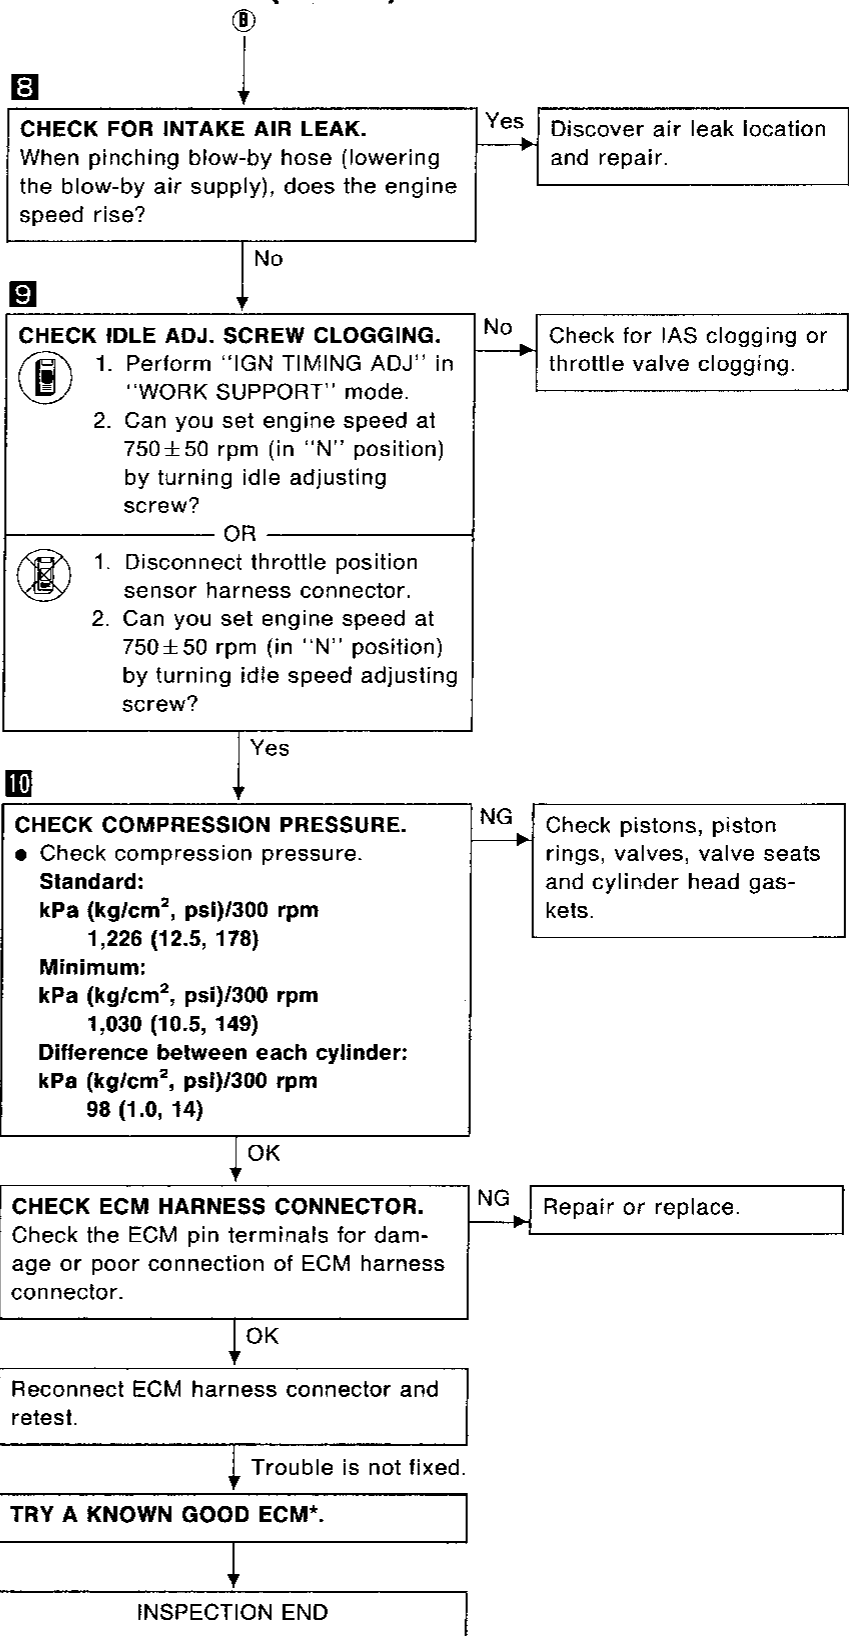 B
8
CHECK FOR INTAKE AIR LEAK.
When pinching blow-by hose (lowering
the blow-by air supply), does the engine
speed rise?
Yes
Discover air leak location
and repair.
No
9
CHECK IDLE ADJ. SCREW CLOGGING.
1. Perform "IGN TIMING ADJ" in
"WORK SUPPORT" mode.
2. Can you set engine speed at
750±50 rpm (in "N" position)
by turning idle adjusting
screw?
No
Check for IAS clogging or
throttle valve clogging.
OR
1. Disconnect throttle position
sensor harness connector.
2. Can you set engine speed at
750±50 rpm (in "N" position)
by turning idle speed adjusting
screw?
Yes
10
CHECK COMPRESSION PRESSURE.
● Check compression pressure.
Standard:
kPa (kg/cm², psi)/300 rpm
1,226 (12.5, 178)
Minimum:
kPa (kg/cm², psi)/300 rpm
1,030 (10.5, 149)
Difference between each cylinder:
kPa (kg/cm², psi)/300 rpm
98 (1.0, 14)
NG
Check pistons, piston
rings, valves, valve seats
and cylinder head gas-
kets.
OK
CHECK ECM HARNESS CONNECTOR.
Check the ECM pin terminals for dam-
age or poor connection of ECM harness
connector.
NG
Repair or replace.
OK
Reconnect ECM harness connector and
retest.
Trouble is not fixed.
TRY A KNOWN GOOD ECM*.
INSPECTION END